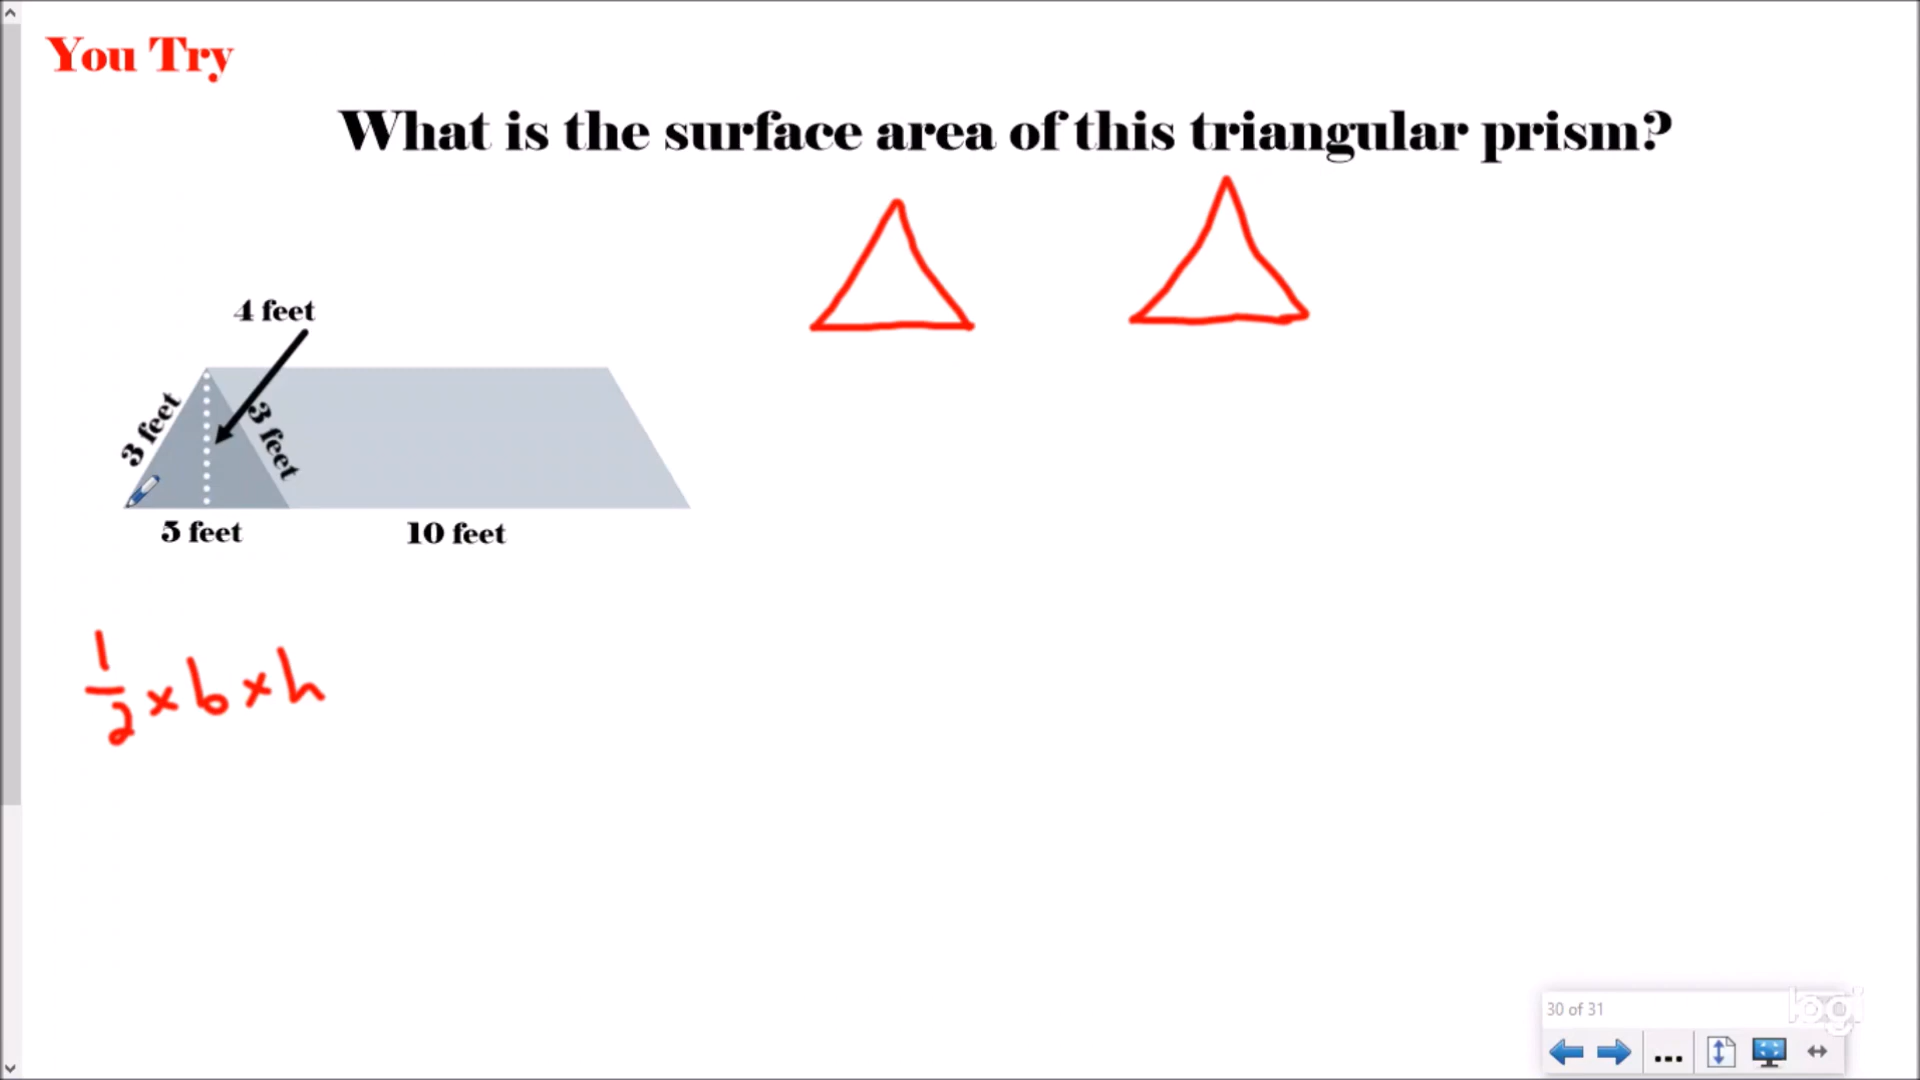 You Try
What is the surface area of this triangular prism?
4 feet
3 feet
3 feet
5 feet
10 feet
1/2 × b × h
30 of 31
logi